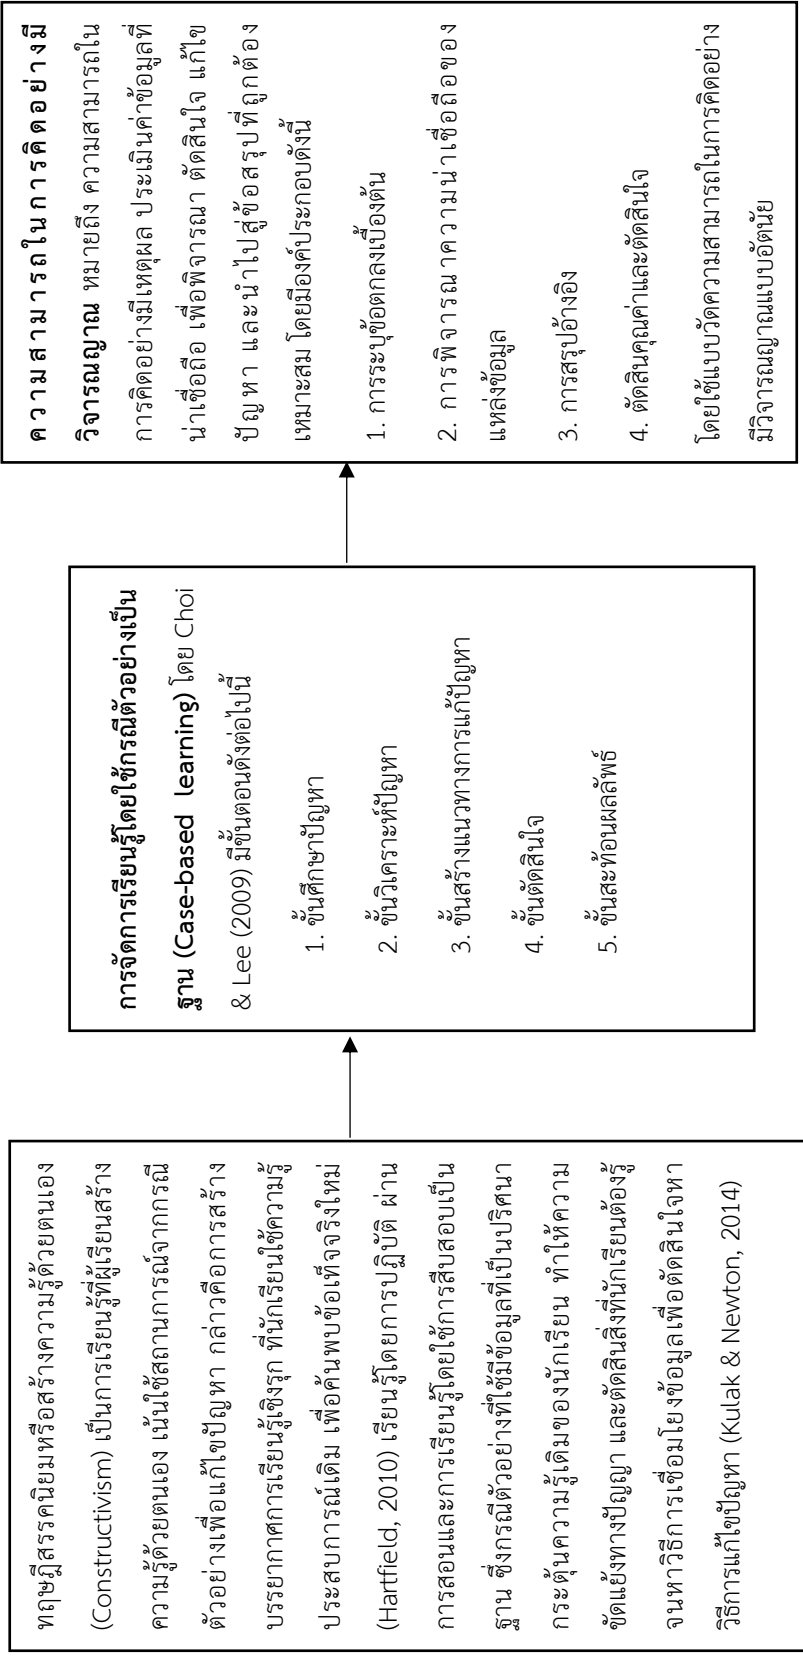 ทฤษฎีสรรคนิยมหรือสร้างความรู้ด้วยตนเอง
(Constructivism) เป็นการเรียนรู้ที่ผู้เรียนสร้าง
ความรู้ด้วยตนเอง เน้นใช้สถานการณ์จากกรณี
ตัวอย่างเพื่อแก้ไขปัญหา กล่าวคือการสร้าง
บรรยากาศการเรียนรู้เชิงรุก ที่นักเรียนใช้ความรู้
ประสบการณ์เดิม เพื่อค้นพบข้อเท็จจริงใหม่
(Hartfield, 2010) เรียนรู้โดยการปฏิบัติ ผ่าน
การสอนและการเรียนรู้โดยใช้การสืบสอบเป็น
ฐาน ซึ่งกรณีตัวอย่างที่ใช้มีข้อมูลที่เป็นปริศนา
กระตุ้นความรู้เดิมของนักเรียน ทำให้ความ
ขัดแย้งทางปัญญา และตัดสินสิ่งที่นักเรียนต้องรู้
จนหาวิธีการเชื่อมโยงข้อมูลเพื่อตัดสินใจหา
วิธีการแก้ไขปัญหา (Kulak & Newton, 2014)
การจัดการเรียนรู้โดยใช้กรณีตัวอย่างเป็น
ฐาน (Case-based learning) โดย Choi
& Lee (2009) มีขั้นตอนดังต่อไปนี้
1. ขั้นศึกษาปัญหา
2. ขั้นวิเคราะห์ปัญหา
3. ขั้นสร้างแนวทางการแก้ปัญหา
4. ขั้นตัดสินใจ
5. ขั้นสะท้อนผลลัพธ์
ความสามารถในการคิดอย่างมี
วิจารณญาณ หมายถึง ความสามารถใน
การคิดอย่างมีเหตุผล ประเมินค่าข้อมูลที่
น่าเชื่อถือ เพื่อพิจารณา ตัดสินใจ แก้ไข
ปัญหา และนำไปสู่ข้อสรุปที่ถูกต้อง
เหมาะสม โดยมีองค์ประกอบดังนี้
1. การระบุข้อตกลงเบื้องต้น
2. การพิจารณาความน่าเชื่อถือของ
แหล่งข้อมูล
3. การสรุปอ้างอิง
4. ตัดสินคุณค่าและตัดสินใจ
โดยใช้แบบวัดความสามารถในการคิดอย่าง
มีวิจารณญาณแบบอัตนัย